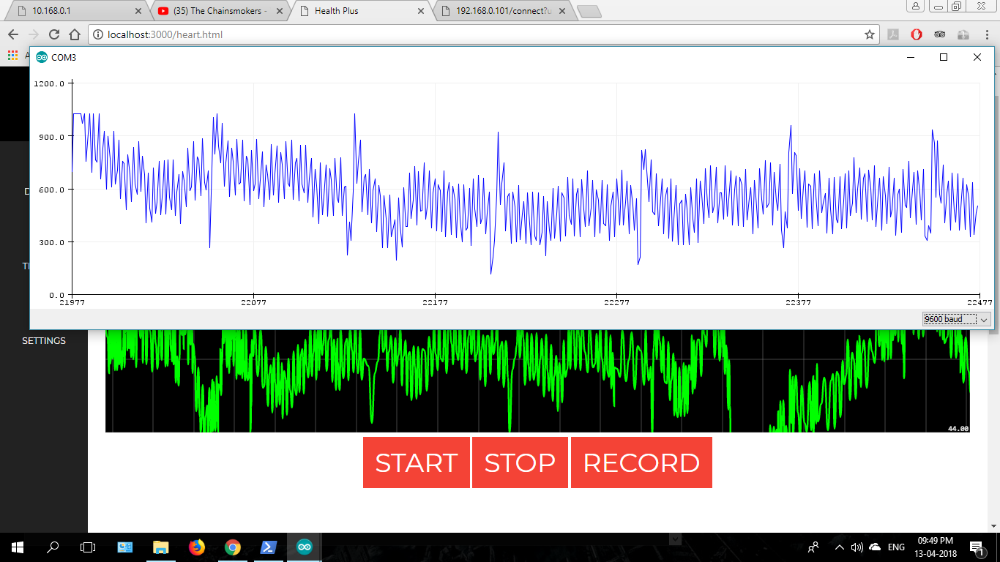 10.168.0.1
(35) The Chainsmokers -
Health Plus
192.168.0.101/connect?u
localhost:3000/heart.html
COM3
1200.0
900.0
600.0
300.0
0.0
21977
22077
22177
22277
22377
22477
9600 baud
SETTINGS
44.00
START
STOP
RECORD
ENG
09:49 PM
13-04-2018
1